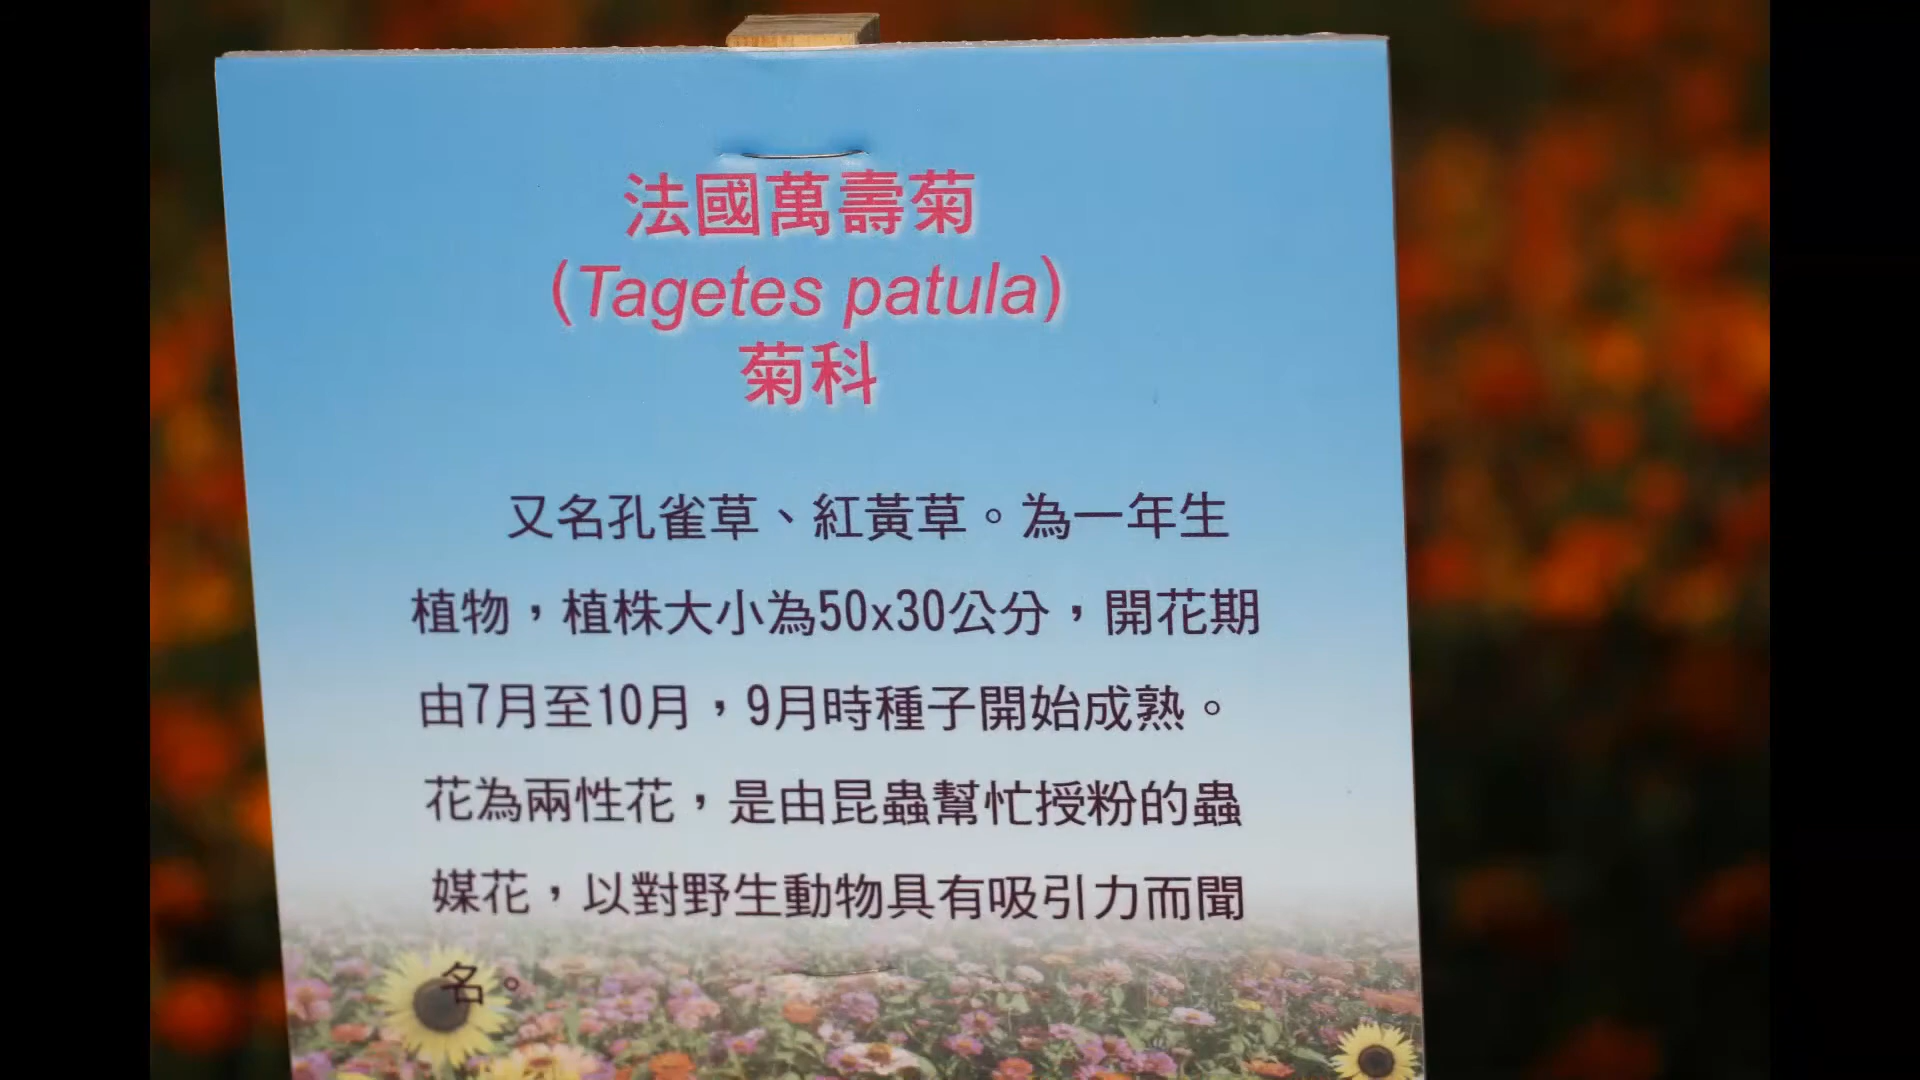 法國萬壽菊
(Tagetes patula)
菊科
又名孔雀草、紅黃草。為一年生
植物，植株大小為50x30公分，開花期
由7月至10月，9月時種子開始成熟。
花為兩性花，是由昆蟲幫忙授粉的蟲
媒花，以對野生動物具有吸引力而聞
名。